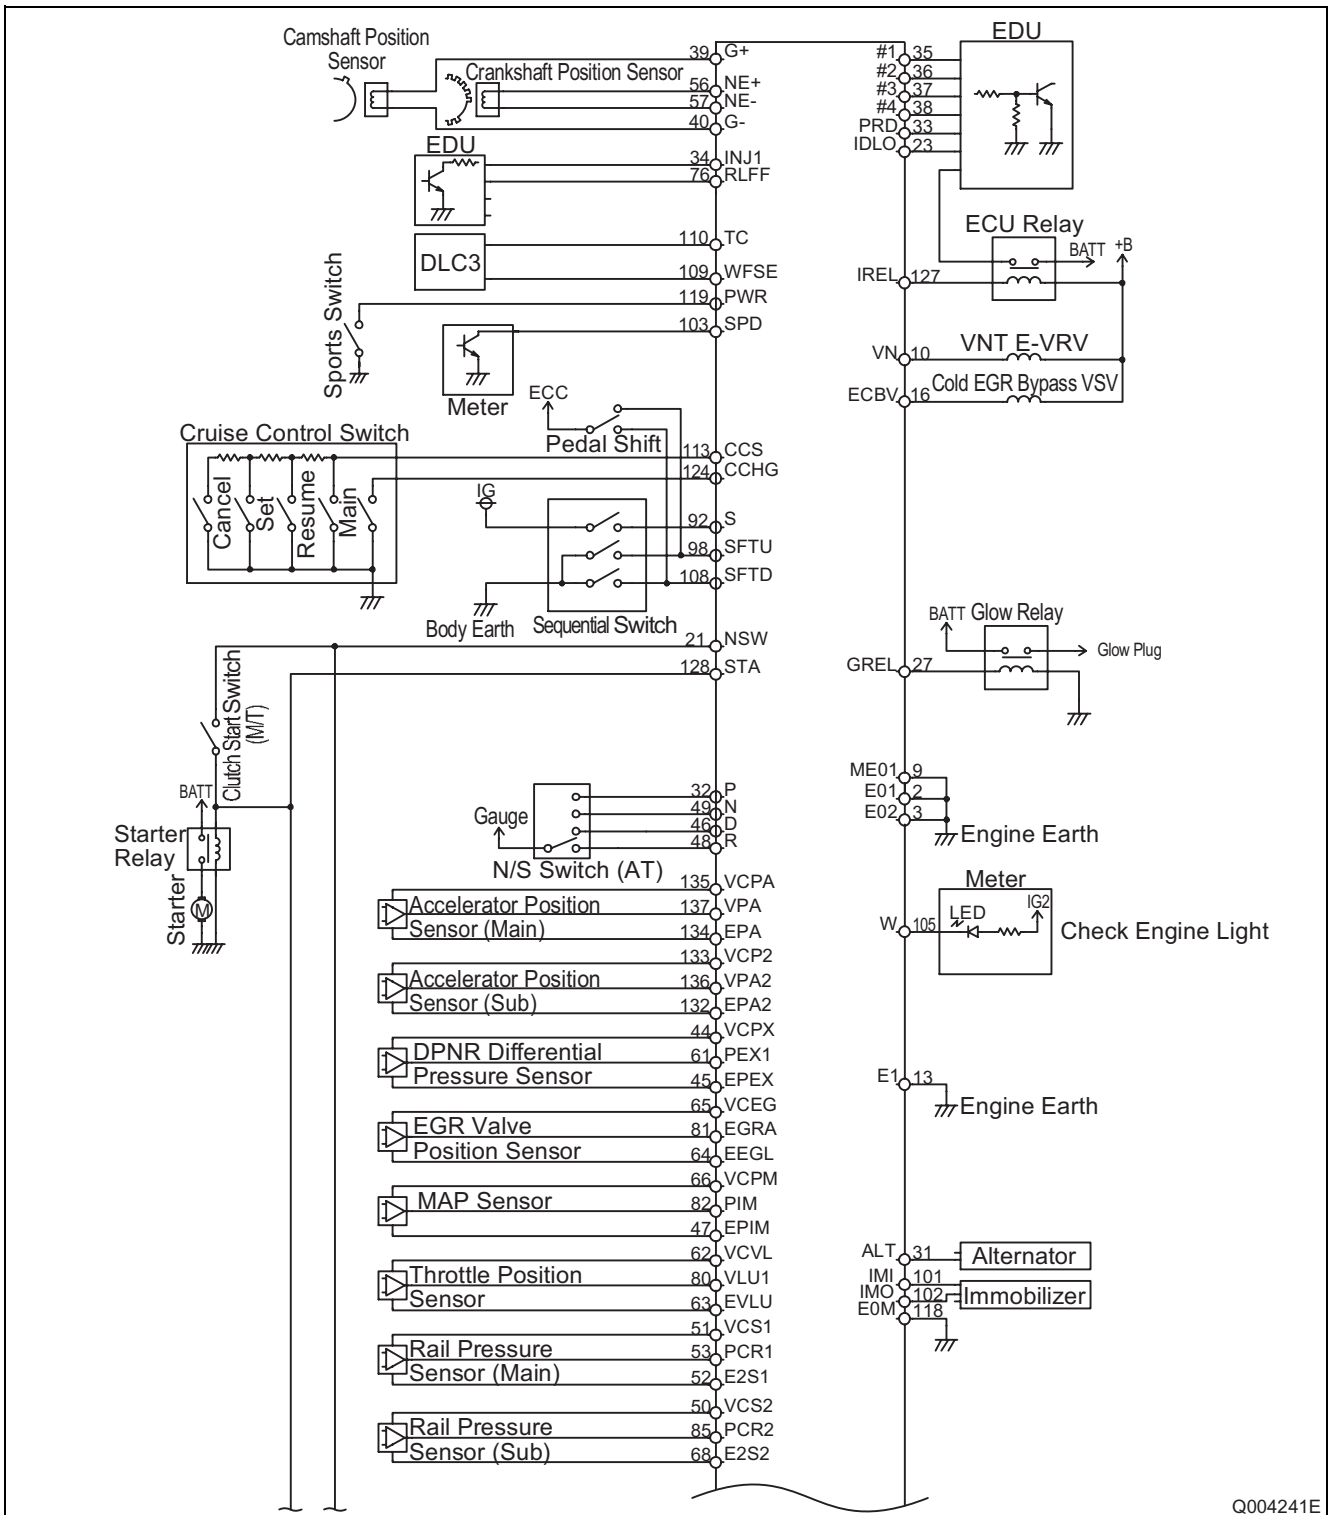 Camshaft Position
Sensor
39 G+
Crankshaft Position Sensor
56 NE+
57 NE-
40 G-
EDU
34 INJ1
76 RLFF
110 TC
DLC3
109 WFSE
119 PWR
Sports Switch
103 SPD
Meter
ECC
Pedal Shift
Cruise Control Switch
113 CCS
124 CCHG
Cancel
Set
Resume
Main
IG
92 S
98 SFTU
108 SFTD
Body Earth
Sequential Switch
21 NSW
128 STA
Clutch Start Switch
(M/T)
BATT
Starter
Relay
Starter
M
32 P
49 N
46 D
48 R
Gauge
N/S Switch (AT)
135 VCPA
Accelerator Position
137 VPA
Sensor (Main)
134 EPA
133 VCP2
Accelerator Position
136 VPA2
Sensor (Sub)
132 EPA2
44 VCPX
DPNR Differential
61 PEX1
Pressure Sensor
45 EPEX
65 VCEG
EGR Valve
81 EGRA
Position Sensor
64 EEGL
66 VCPM
MAP Sensor
82 PIM
47 EPIM
62 VCVL
Throttle Position
80 VLU1
Sensor
63 EVLU
51 VCS1
Rail Pressure
53 PCR1
Sensor (Main)
52 E2S1
50 VCS2
Rail Pressure
85 PCR2
Sensor (Sub)
68 E2S2
EDU
#1 35
#2 36
#3 37
#4 38
PRD 33
IDLO 23
ECU Relay
BATT
+B
IREL 127
VN 10
VNT E-VRV
ECBV 16
Cold EGR Bypass VSV
BATT
Glow Relay
Glow Plug
GREL 27
ME01 9
E01 2
E02 3
Engine Earth
Meter
LED
IG2
W 105
Check Engine Light
E1 13
Engine Earth
ALT 31
Alternator
IMI 101
IMO 102
Immobilizer
E0M 118
Q004241E